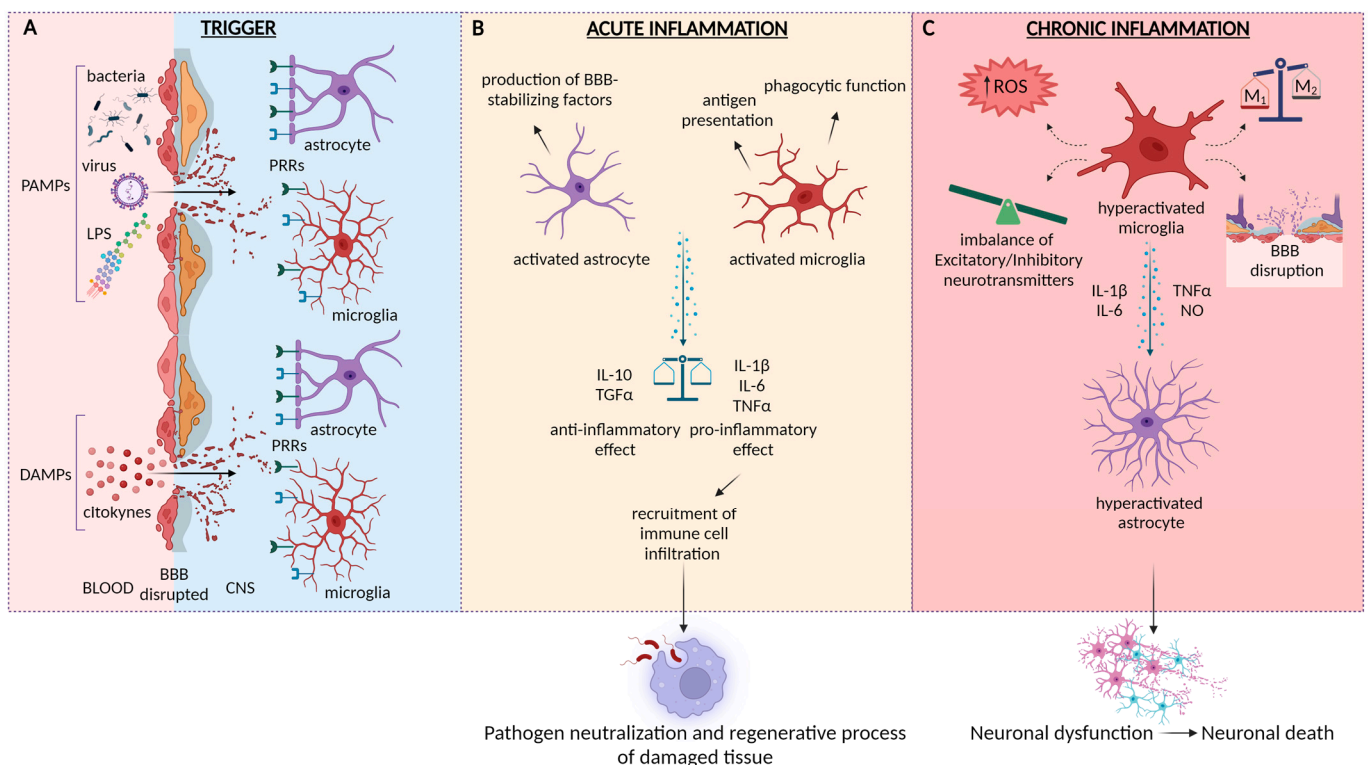 A
TRIGGER
bacteria
virus
PAMPs
LPS
astrocyte
PRRs
microglia
astrocyte
PRRs
DAMPs
cItokynes
microglia
BLOOD
BBB
disrupted
CNS
B
ACUTE INFLAMMATION
production of BBB-
stabilizing factors
antigen
presentation
phagocytic function
activated astrocyte
activated microglia
IL-10
TGFα
IL-1β
IL-6
TNFα
anti-inflammatory
effect
pro-inflammatory
effect
recruitment of
immune cell
infiltration
Pathogen neutralization and regenerative process
of damaged tissue
C
CHRONIC INFLAMMATION
↑ROS
M₁
M₂
hyperactivated
microglia
imbalance of
Excitatory/Inhibitory
neurotransmitters
BBB
disruption
IL-1β
IL-6
TNFα
NO
hyperactivated
astrocyte
Neuronal dysfunction → Neuronal death